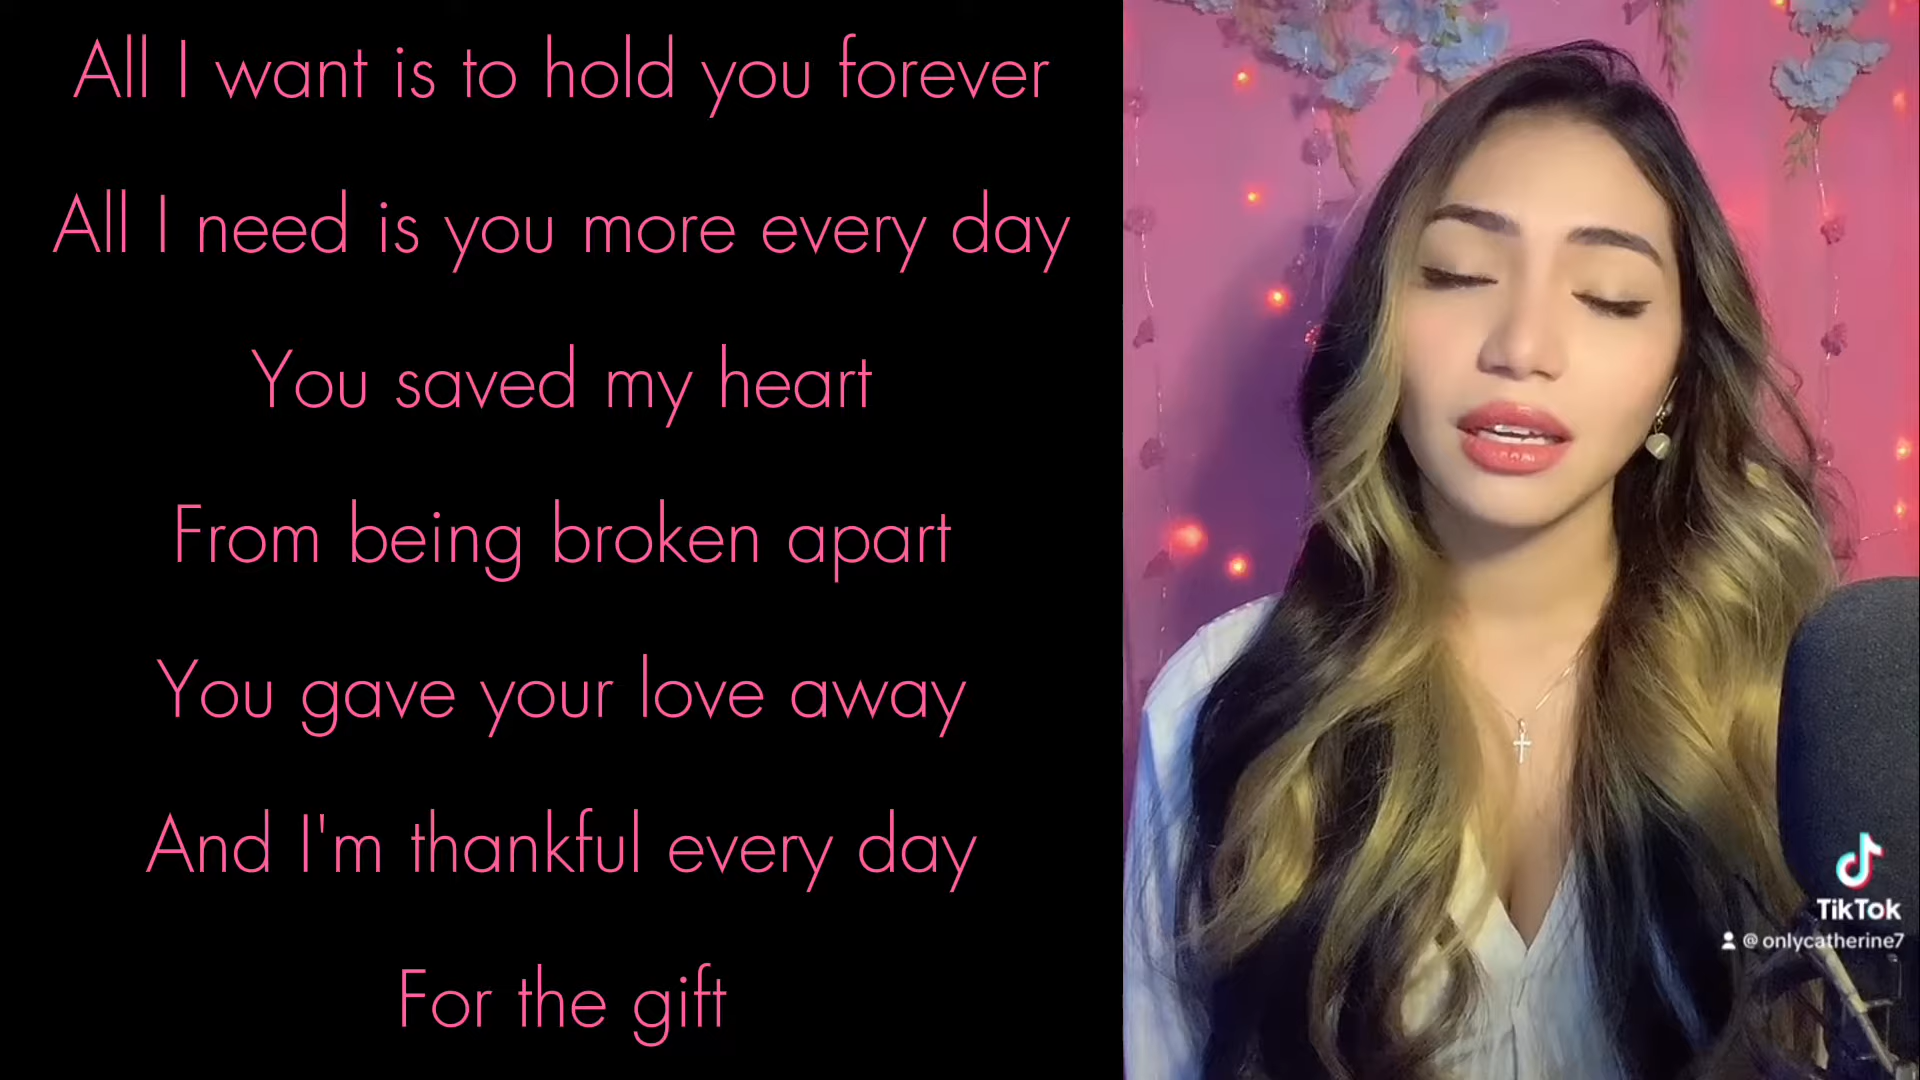 All I want is to hold you forever
All I need is you more every day
You saved my heart
From being broken apart
You gave your love away
And I'm thankful every day
For the gift
TikTok
@onlycatherine7